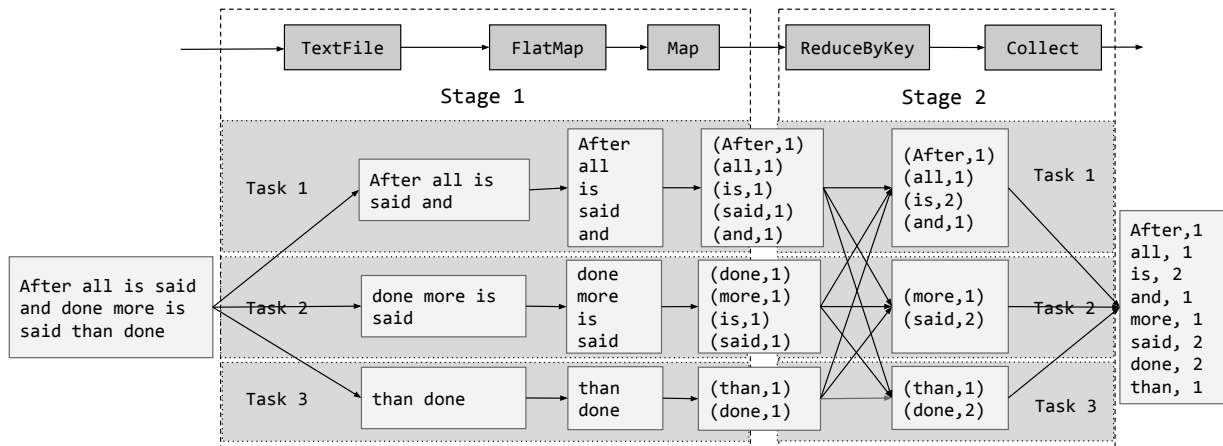 TextFile
FlatMap
Map
ReduceByKey
Collect
Stage 1
Stage 2
After all is said
and done more is
said than done
Task 1
After all is
said and
After
all
is
said
and
(After,1)
(all,1)
(is,1)
(said,1)
(and,1)
(After,1)
(all,1)
(is,2)
(and,1)
Task 1
Task 2
done more is
said
done
more
is
said
(done,1)
(more,1)
(is,1)
(said,1)
(more,1)
(said,2)
Task 2
Task 3
than done
than
done
(than,1)
(done,1)
(than,1)
(done,2)
Task 3
After,1
all, 1
is, 2
and, 1
more, 1
said, 2
done, 2
than, 1